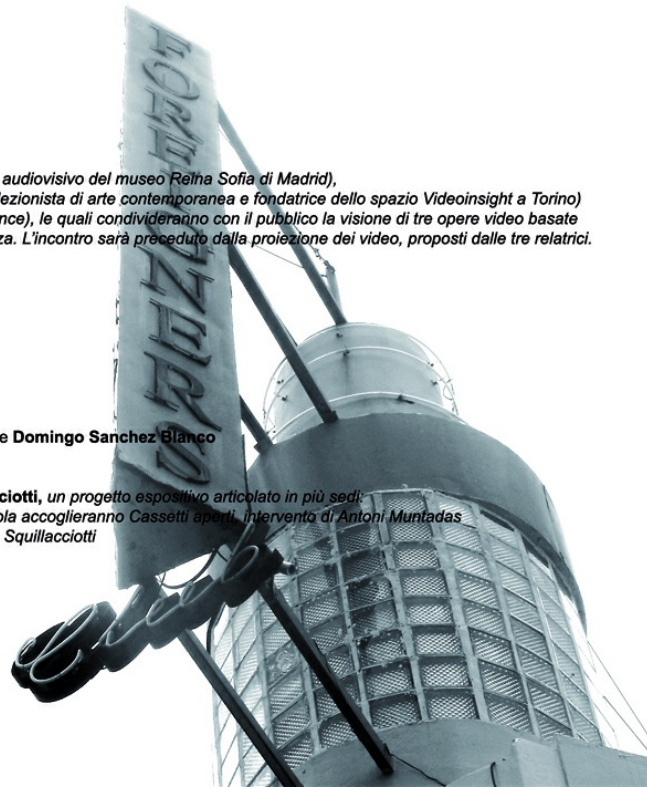 FOREIGNERS
audiovisivo del museo Reina Sofia di Madrid),
lezionista di arte contemporanea e fondatrice dello spazio Videoinsight a Torino)
nce), le quali condivideranno con il pubblico la visione di tre opere video basate
za. L'incontro sarà preceduto dalla proiezione dei video, proposti dalle tre relatrici.
e Domingo Sanchez Blanco
ciotti, un progetto espositivo articolato in più sedi:
ola accoglieranno Cassetti aperti, intervento di Antoni Muntadas
Squillacciotti